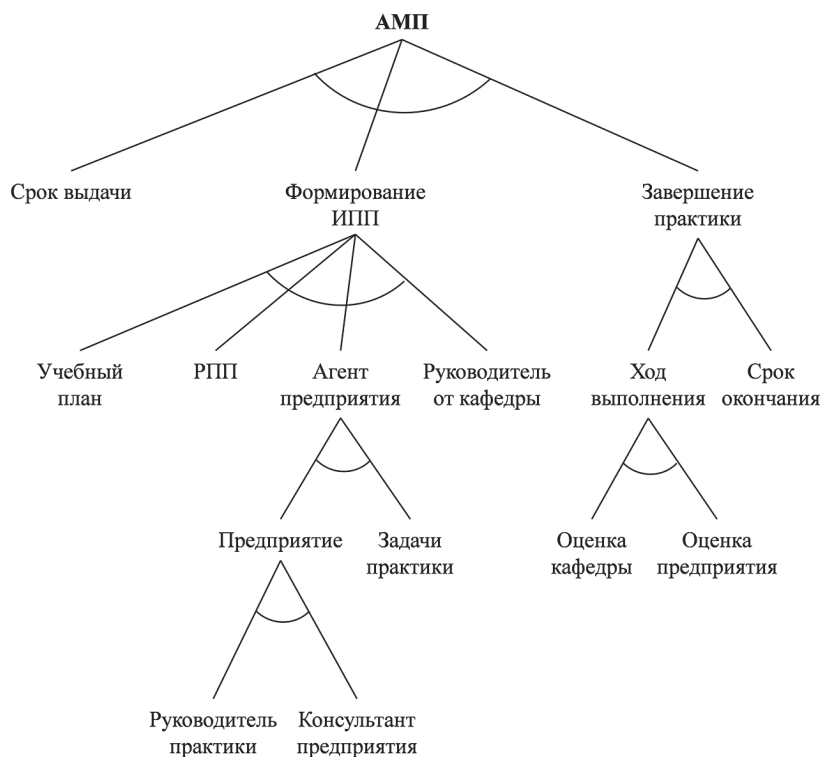 АМП
Срок выдачи
Формирование
ИПП
Завершение
практики
Учебный
план
РПП
Агент
предприятия
Руководитель
от кафедры
Ход
выполнения
Срок
окончания
Предприятие
Задачи
практики
Оценка
кафедры
Оценка
предприятия
Руководитель
практики
Консультант
предприятия